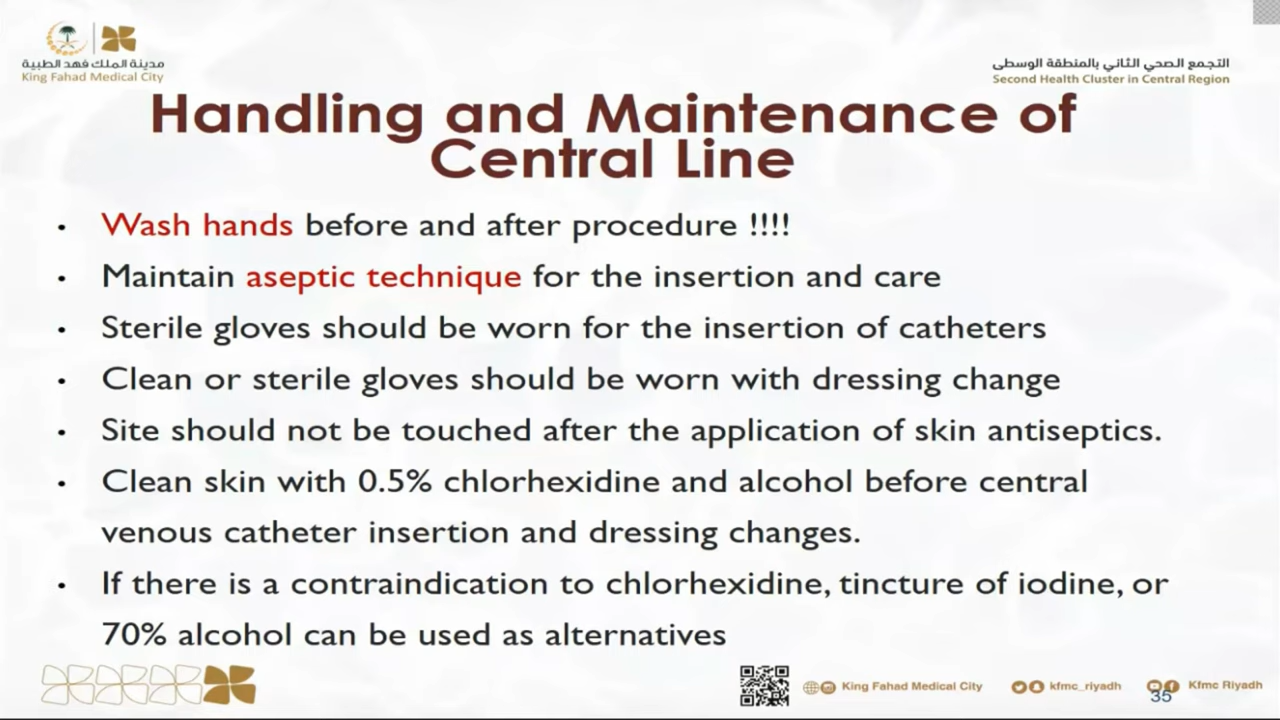 مدينة الملك فهد الطبية
King Fahad Medical City
التجمع الصحي الثاني بالمنطقة الوسطى
Second Health Cluster in Central Region
Handling and Maintenance of
Central Line
• Wash hands before and after procedure !!!!
• Maintain aseptic technique for the insertion and care
• Sterile gloves should be worn for the insertion of catheters
• Clean or sterile gloves should be worn with dressing change
• Site should not be touched after the application of skin antiseptics.
• Clean skin with 0.5% chlorhexidine and alcohol before central
venous catheter insertion and dressing changes.
• If there is a contraindication to chlorhexidine, tincture of iodine, or
70% alcohol can be used as alternatives
King Fahad Medical City
kfmc_riyadh
Kfmc Riyadh
35